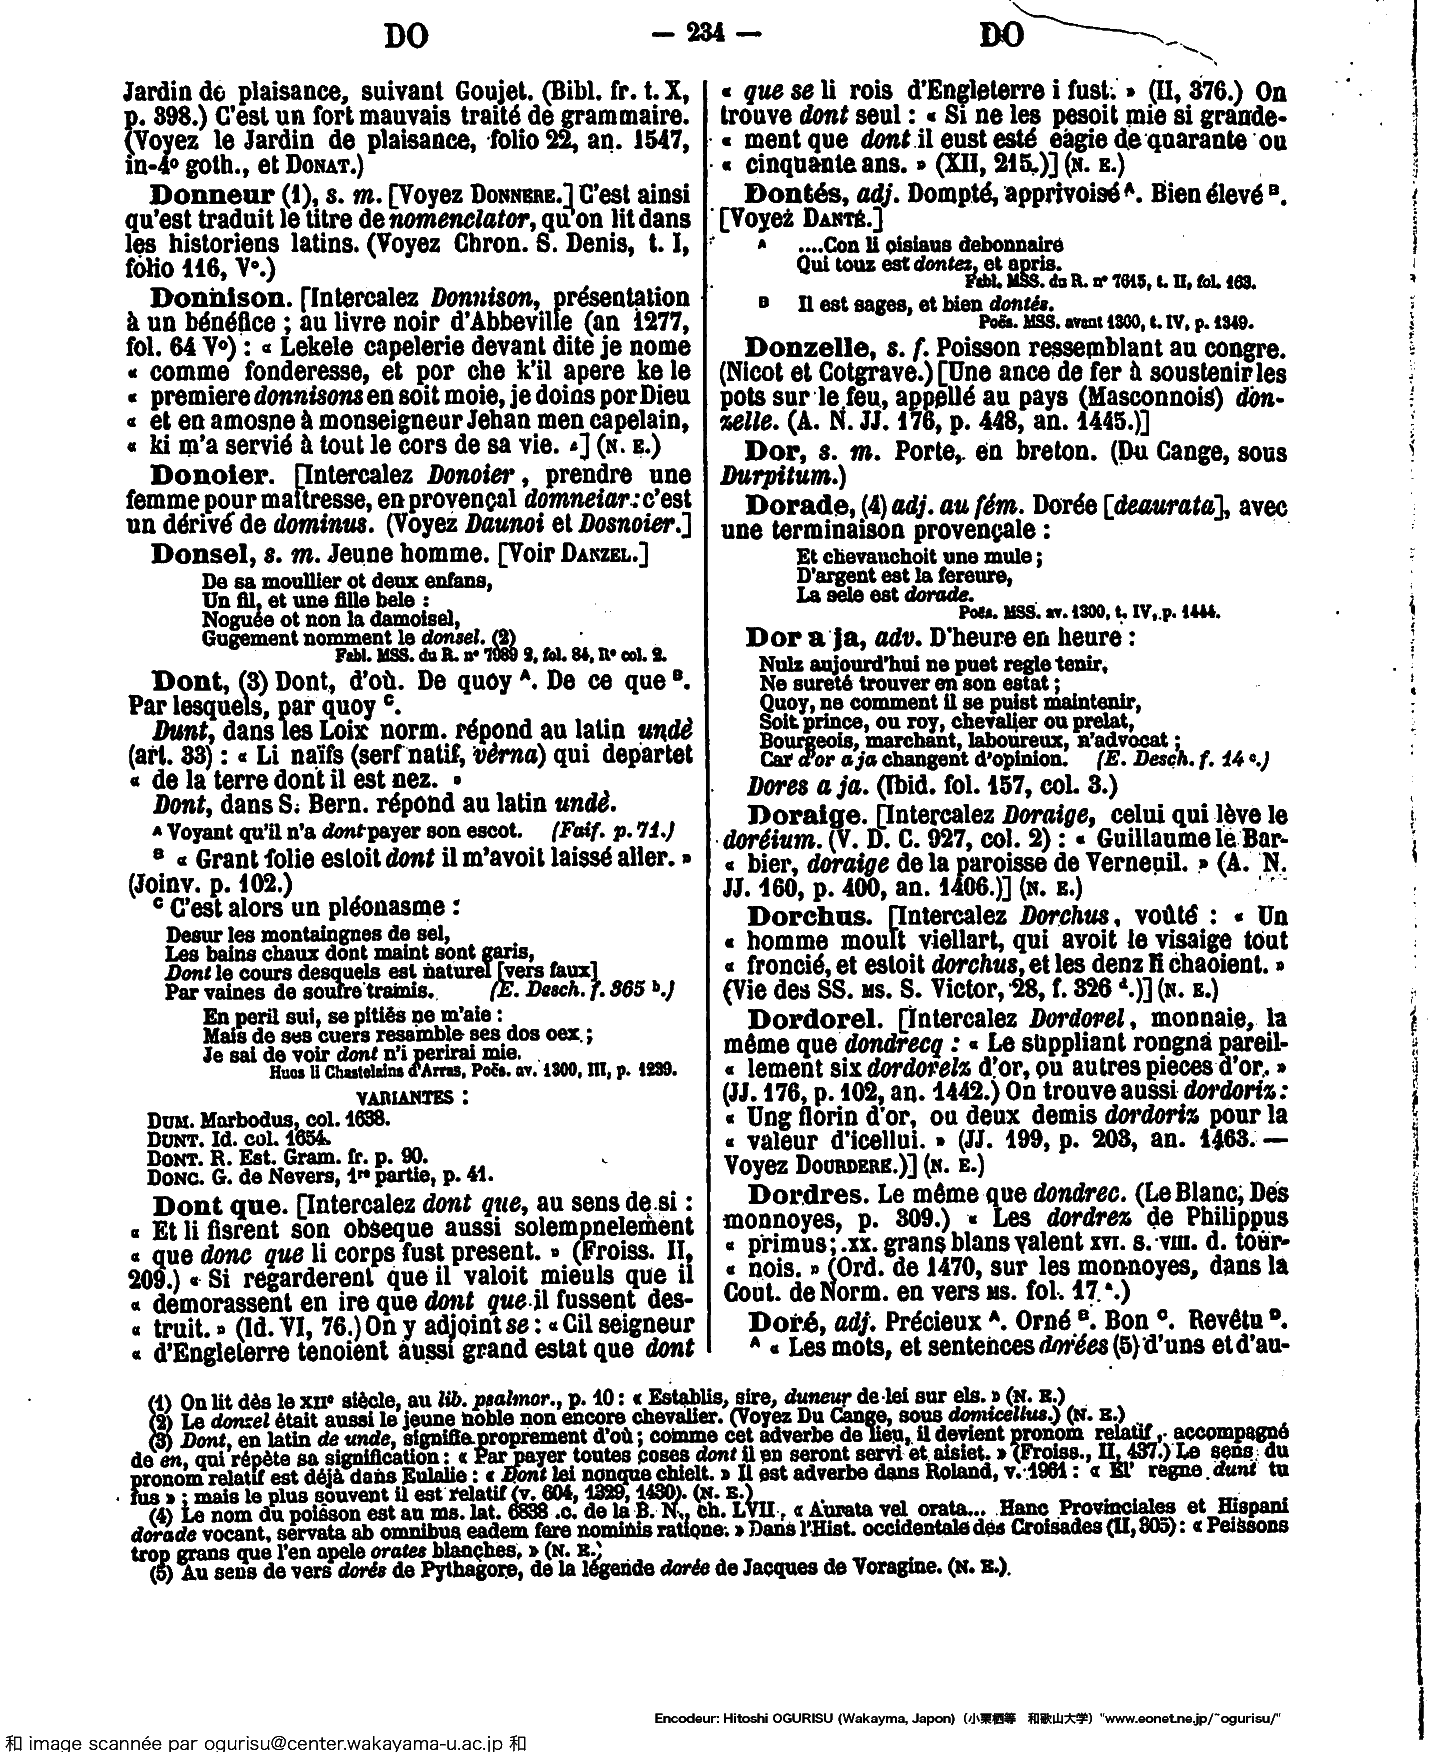 DO — 234 — DO
Jardin de plaisance, suivant Goujet. (Bibl. fr. t. X,
p. 398.) C'est un fort mauvais traité de grammaire.
(Voyez le Jardin de plaisance, folio 22, an. 1547,
in-4º goth., et DONAT.)
Donneur (1), s. m. [Voyez DONNERE.] C'est ainsi
qu'est traduit le titre de nomenclator, qu'on lit dans
les historiens latins. (Voyez Chron. S. Denis, t. I,
folio 116, Vº.)
Donnison. [Intercalez Donnison, présentation
à un bénéfice ; au livre noir d'Abbeville (an 1277,
fol. 64 Vº) : « Lekele capelerie devant dite je nome
« comme fonderesse, et por che k'il apere ke le
« premiere donnisons en soit moie, je doins por Dieu
« et en amosne à monseigneur Jehan men capelain,
« ki m'a servié à tout le cors de sa vie. »] (N. E.)
Donoier. [Intercalez Donoier, prendre une
femme pour maîtresse, en provençal domneiar : c'est
un dérivé de dominus. (Voyez Daunoi et Dosnoier.]
Donsel, s. m. Jeune homme. [Voir DANZEL.]
De sa moullier ot deux enfans,
Un fil, et une fille bele :
Noguée ot non la damoisel,
Gugement nomment le donsel. (2)
Fabl. MSS. du R. nº 7989 2, fol. 84, Rº col. 2.
Dont, (3) Dont, d'où. De quoy A. De ce que B.
Par lesquels, par quoy C.
Dunt, dans les Loix norm. répond au latin undè
(art. 33) : « Li naïfs (serf natif, vèrna) qui departet
« de la terre dont il est nez. »
Dont, dans S. Bern. répond au latin undè.
A Voyant qu'il n'a dont payer son escot. (Faif. p. 71.)
B « Grant folie estoit dont il m'avoit laissé aller. »
(Joinv. p. 102.)
C C'est alors un pléonasme :
Desur les montaingnes de sel,
Les bains chaux dont maint sont garis,
Dont le cours desquels est naturel [vers faux]
Par vaines de soufre tramis. (E. Desch. f. 365 b.)
En peril sui, se pitiés ne m'aie :
Mais de ses cuers resamble ses dos oex ;
Je sai de voir dont n'i perirai mie.
Hues li Chastelains d'Arras, Poës. av. 1300, III, p. 1239.
VARIANTES :
DUM. Marbodus, col. 1638.
DUNT. Id. col. 1654.
DONT. R. Est. Gram. fr. p. 90.
DONC. G. de Nevers, 1re partie, p. 41.
Dont que. [Intercalez dont que, au sens de si :
« Et li fisrent son obseque aussi solempnelement
« que donc que li corps fust present. » (Froiss. II,
209.) « Si regarderent que il valoit mieuls que il
« demorassent en ire que dont que il fussent des-
« truit. » (Id. VI, 76.) On y adjoint se : « Cil seigneur
« d'Engleterre tenoient aussi grand estat que dont
« que se li rois d'Engleterre i fust. » (II, 376.) On
trouve dont seul : « Si ne les pesoit mie si grande-
« ment que dont il eust esté eagie de quarante ou
« cinquante ans. » (XII, 215.)] (N. E.)
Dontés, adj. Dompté, apprivoisé A. Bien élevé B.
[Voyez DANTÉ.]
A ....Con li oisiaus debonnaire
Qui touz est dontez, et apris.
Fabl. MSS. du R. nº 7615, t. II, fol. 163.
B Il est sages, et bien dontés.
Poës. MSS. avant 1300, t. IV, p. 1349.
Donzelle, s. f. Poisson ressemblant au congre.
(Nicot et Cotgrave.) [Une ance de fer à soustenir les
pots sur le feu, appellé au pays (Masconnois) don-
zelle. (A. N. JJ. 176, p. 448, an. 1445.)]
Dor, s. m. Porte, en breton. (Du Cange, sous
Durpitum.)
Dorade, (4) adj. au fém. Dorée [deaurata], avec
une terminaison provençale :
Et chevauchoit une mule ;
D'argent est la fereure,
La sele est dorade.
Poës. MSS. av. 1300, t. IV, p. 1444.
Dor a ja, adv. D'heure en heure :
Nulz aujourd'hui ne puet regle tenir,
Ne sureté trouver en son estat ;
Quoy, ne comment il se puist maintenir,
Soit prince, ou roy, chevalier ou prelat,
Bourgeois, marchant, laboureux, n'advocat ;
Car d'or a ja changent d'opinion. (E. Desch. f. 14 c.)
Dores a ja. (Ibid. fol. 157, col. 3.)
Doraige. [Intercalez Doraige, celui qui lève le
doréium. (V. D. C. 927, col. 2) : « Guillaume le Bar-
« bier, doraige de la paroisse de Verneuil. » (A. N.
JJ. 160, p. 400, an. 1406.)] (N. E.)
Dorchus. [Intercalez Dorchus, voûté : « Un
« homme moult viellart, qui avoit le visaige tout
« froncié, et estoit dorchus, et les denz li chaoient. »
(Vie des SS. MS. S. Victor, 28, f. 326 d.)] (N. E.)
Dordorel. [Intercalez Dordorel, monnaie, la
même que dondrecq : « Le suppliant rongna pareil-
« lement six dordorelz d'or, ou autres pieces d'or. »
(JJ. 176, p. 102, an. 1442.) On trouve aussi dordoriz :
« Ung florin d'or, ou deux demis dordoriz pour la
« valeur d'icellui. » (JJ. 199, p. 203, an. 1463. —
Voyez DOURDERE.)] (N. E.)
Dordres. Le même que dondrec. (Le Blanc, Des
monnoyes, p. 309.) « Les dordrez de Philippus
« primus ; .xx. grans blans valent XVI. s. VIII. d. tour-
« nois. » (Ord. de 1470, sur les monnoyes, dans la
Cout. de Norm. en vers MS. fol. 17 a.)
Doré, adj. Précieux A. Orné B. Bon C. Revêtu D.
A « Les mots, et sentences dorées (5) d'uns et d'au-
(1) On lit dès le XIIe siècle, au lib. psalmor., p. 10 : « Establis, sire, duneur de lei sur els. » (N. E.)
(2) Le donsel était aussi le jeune noble non encore chevalier. (Voyez Du Cange, sous domicellus.) (N. E.)
(3) Dont, en latin de unde, signifie proprement d'où ; comme cet adverbe de lieu, il devient pronom relatif, accompagné
de en, qui répète sa signification : « Par payer toutes coses dont il en seront servi et aisiet. » (Froiss., II, 437.) Le sens du
pronom relatif est déjà dans Eulalie : « Dont lei nonque chielt. » Il est adverbe dans Roland, v. 1961 : « El' regne dunt tu
fus » ; mais le plus souvent il est relatif (v. 604, 1329, 1430). (N. E.)
(4) Le nom du poisson est au ms. lat. 6838 .c. de la B. N., ch. LVII, « Aurata vel orata... Hanc Provinciales et Hispani
dorade vocant, servata ab omnibus eadem fere nominis ratione. » Dans l'Hist. occidentale des Croisades (II, 305) : « Peissons
trop grans que l'en apele orates blanches. » (N. E.)
(5) Au sens de vers dorés de Pythagore, de la légende dorée de Jacques de Voragine. (N. E.).
Encodeur: Hitoshi OGURISU (Wakayma, Japon) (小栗栖等 和歌山大学) "www.eonet.ne.jp/~ogurisu/"
和 image scannée par ogurisu@center.wakayama-u.ac.jp 和